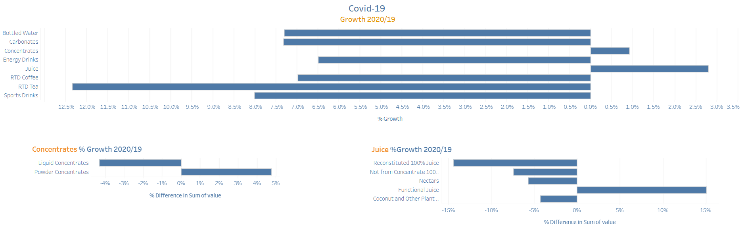 Covid-19
Growth 2020/19
Bottled Water
Carbonates
Concentrates
Energy Drinks
Juice
RTD Coffee
RTD Tea
Sports Drinks
12.5% 12.0% 11.5% 11.0% 10.5% 10.0% 9.5% 9.0% 8.5% 8.0% 7.5% 7.0% 6.5% 6.0% 5.5% 5.0% 4.5% 4.0% 3.5% 3.0% 2.5% 2.0% 1.5% 1.0% 0.5% 0.0% 0.5% 1.0% 1.5% 2.0% 2.5% 3.0% 3.5%
% Growth
Concentrates % Growth 2020/19
Liquid Concentrates
Powder Concentrates
-4% -3% -2% -1% 0% 1% 2% 3% 4% 5%
% Difference in Sum of value
Juice %Growth 2020/19
Reconstituted 100% Juice
Not from Concentrate 100..
Nectars
Functional Juice
Coconut and Other Plant ..
-15% -10% -5% 0% 5% 10% 15%
% Difference in Sum of value